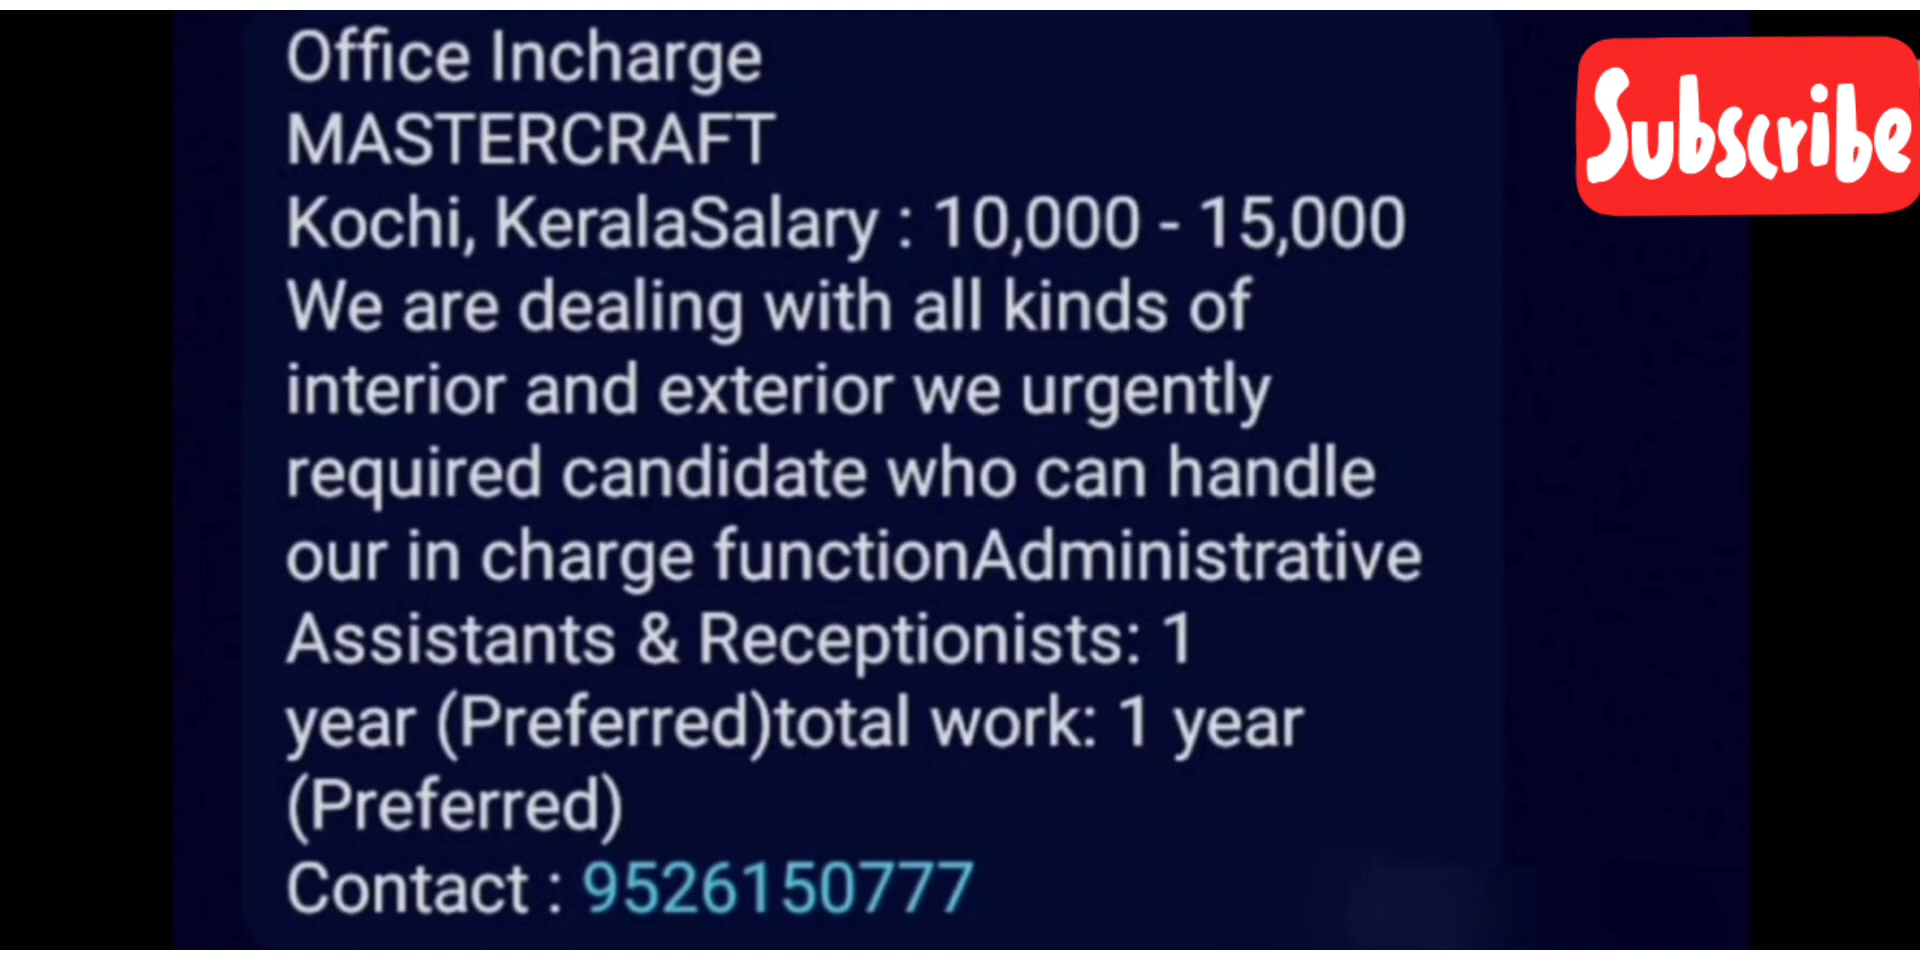 Office Incharge
MASTERCRAFT
Kochi, KeralaSalary : 10,000 - 15,000
We are dealing with all kinds of
interior and exterior we urgently
required candidate who can handle
our in charge functionAdministrative
Assistants & Receptionists: 1
year (Preferred)total work: 1 year
(Preferred)
Contact : 9526150777
Subscribe